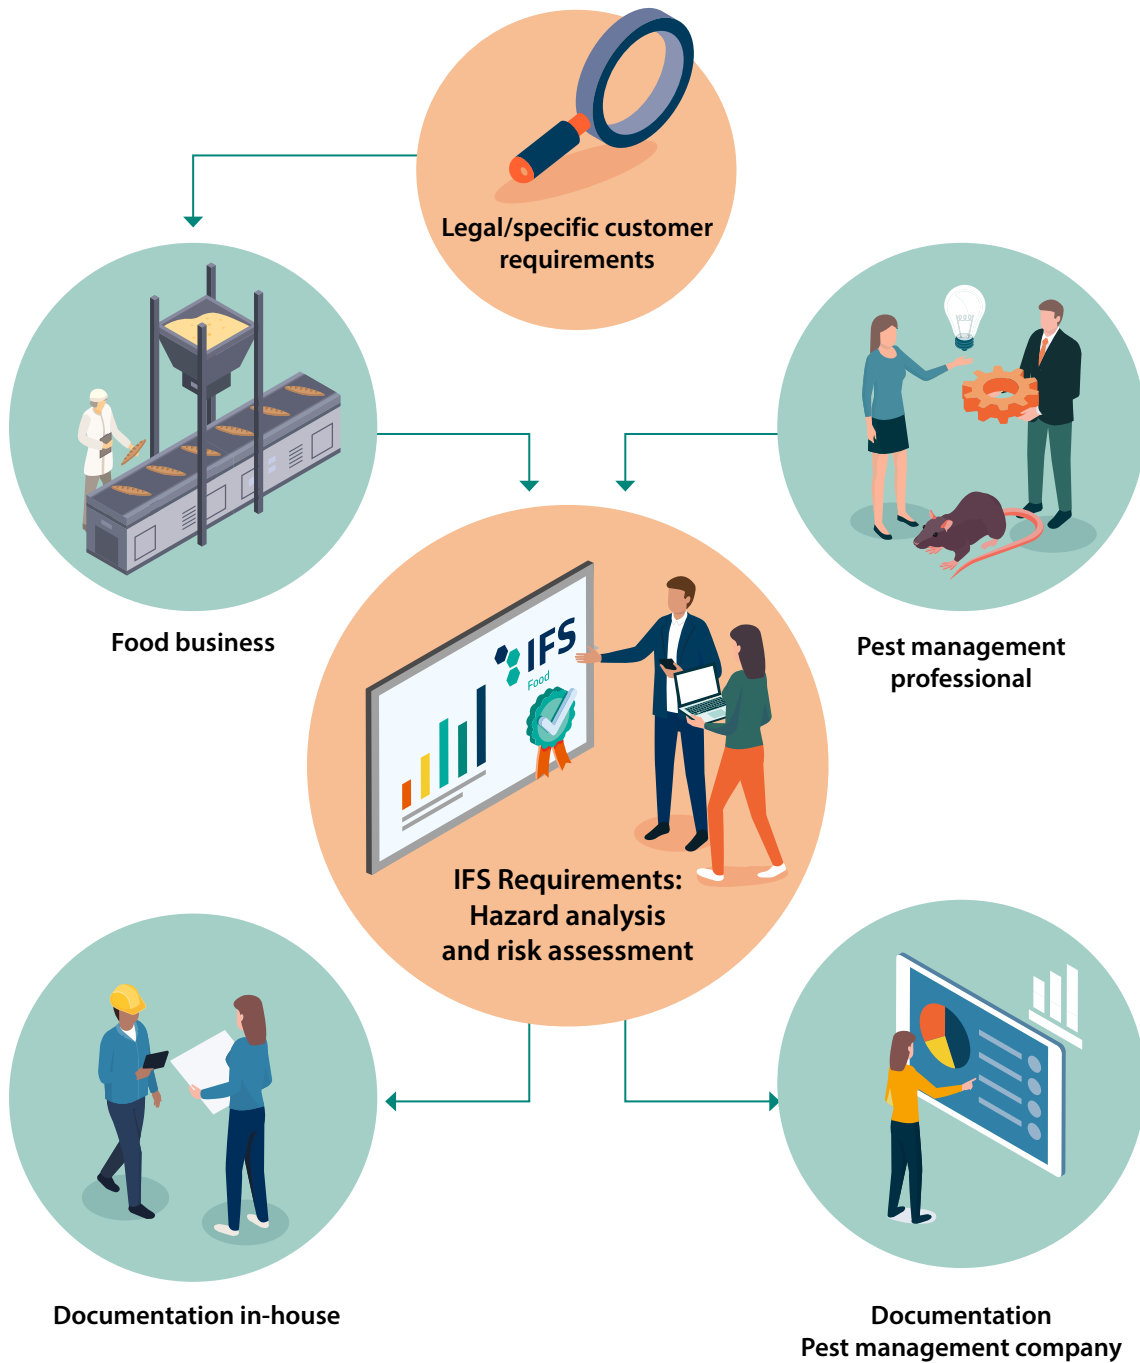 Legal/specific customer
requirements
Food business
Pest management
professional
IFS
Food
IFS Requirements:
Hazard analysis
and risk assessment
Documentation in-house
Documentation
Pest management company